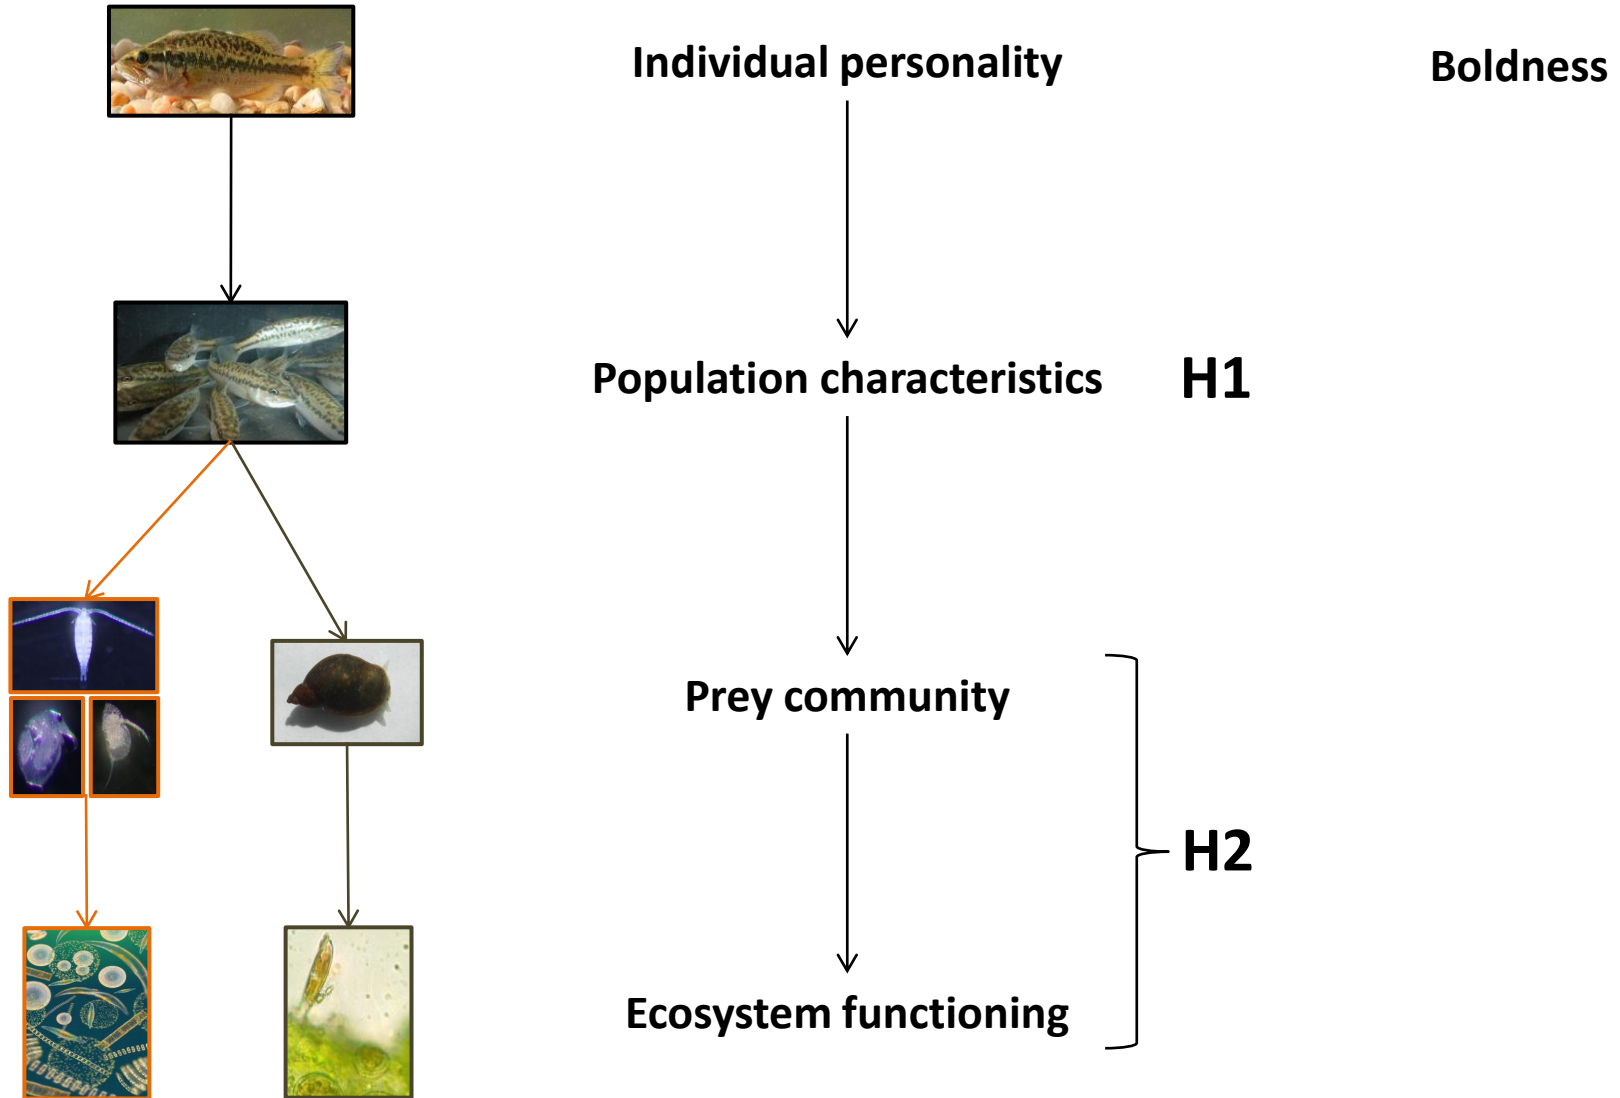 Individual personality
Boldness
Population characteristics
H1
Prey community
H2
Ecosystem functioning